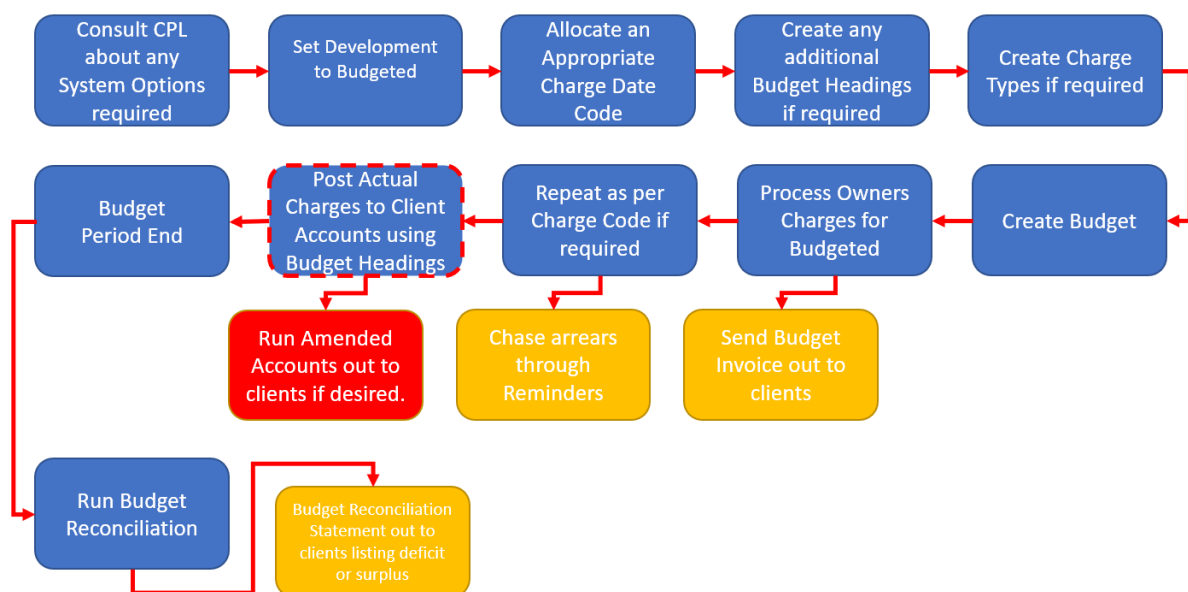 Consult CPL
about any
System Options
required
Set Development
to Budgeted
Allocate an
Appropriate
Charge Date
Code
Create any
additional
Budget Headings
if required
Create Charge
Types if required
Budget
Period End
Post Actual
Charges to Client
Accounts using
Budget Headings
Repeat as per
Charge Code if
required
Process Owners
Charges for
Budgeted
Create Budget
Run Amended
Accounts out to
clients if desired.
Chase arrears
through
Reminders
Send Budget
Invoice out to
clients
Run Budget
Reconciliation
Budget Reconciliation
Statement out to
clients listing deficit
or surplus